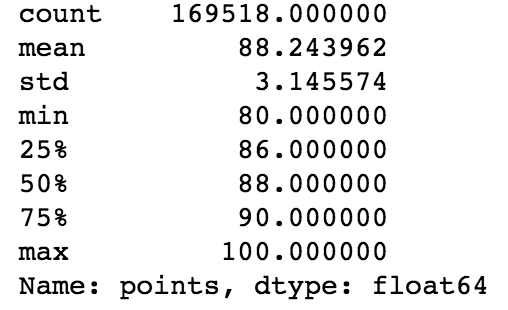 count    169518.000000
mean         88.243962
std           3.145574
min          80.000000
25%          86.000000
50%          88.000000
75%          90.000000
max         100.000000
Name: points, dtype: float64